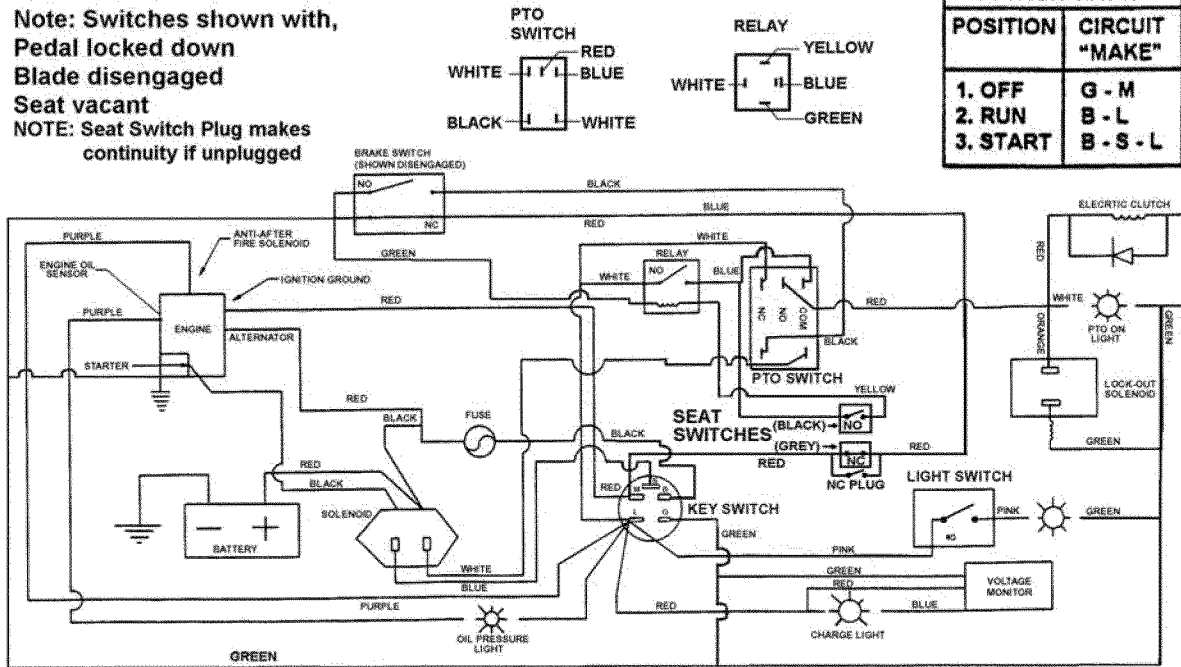 Note: Switches shown with,
Pedal locked down
Blade disengaged
Seat vacant
NOTE: Seat Switch Plug makes
continuity if unplugged
PTO
SWITCH
RED
WHITE
BLUE
BLACK
WHITE
RELAY
YELLOW
WHITE
BLUE
GREEN
POSITION
CIRCUIT
"MAKE"
1. OFF G - M
2. RUN B - L
3. START B - S - L
BRAKE SWITCH
(SHOWN DISENGAGED)
NO
NC
BLACK
BLUE
RED
WHITE
GREEN
ELECRTIC CLUTCH
PURPLE
ANTI-AFTER
FIRE SOLENOID
ENGINE OIL
SENSOR
IGNITION GROUND
PURPLE
ENGINE
RED
ALTERNATOR
STARTER
RELAY
NO
WHITE
BLUE
NC
NO
COM
RED
BLACK
PTO SWITCH
RED
WHITE
ORANGE
PTO ON
LIGHT
GREEN
LOCK-OUT
SOLENOID
GREEN
RED
BLACK
FUSE
BLACK
YELLOW
SEAT
SWITCHES
(BLACK)
NO
(GREY)
NC
RED
RED
NC PLUG
LIGHT SWITCH
PINK
GREEN
RED
BLACK
SOLENOID
BATTERY
RED
M
S
B
L
G
KEY SWITCH
GREEN
PINK
WHITE
BLUE
GREEN
RED
VOLTAGE
MONITOR
PURPLE
RED
BLUE
OIL PRESSURE
LIGHT
CHARGE LIGHT
GREEN